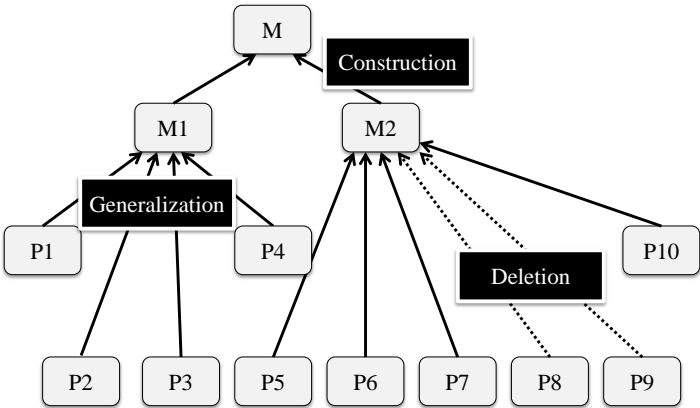 M
Construction
M1
M2
Generalization
P1
P4
P10
Deletion
P2
P3
P5
P6
P7
P8
P9